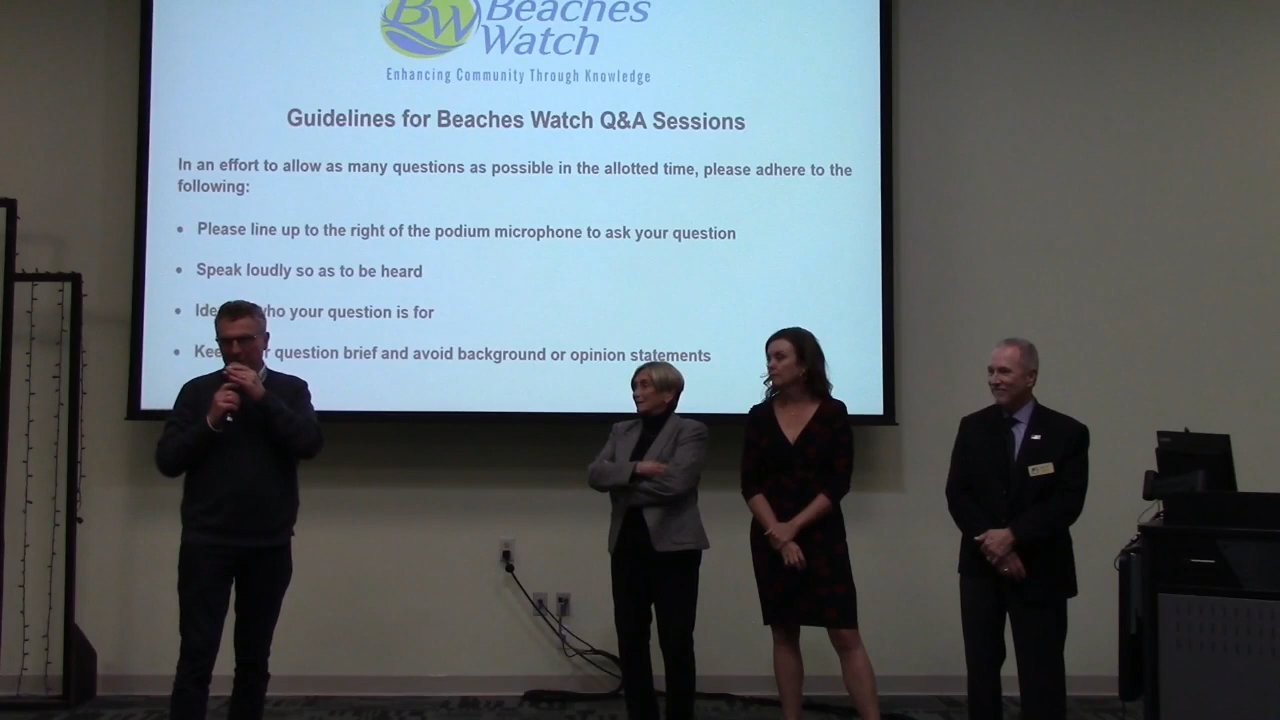 BW Beaches
Watch
Enhancing Community Through Knowledge
Guidelines for Beaches Watch Q&A Sessions
In an effort to allow as many questions as possible in the allotted time, please adhere to the
following:
• Please line up to the right of the podium microphone to ask your question
• Speak loudly so as to be heard
• Ide who your question is for
• Kee r question brief and avoid background or opinion statements